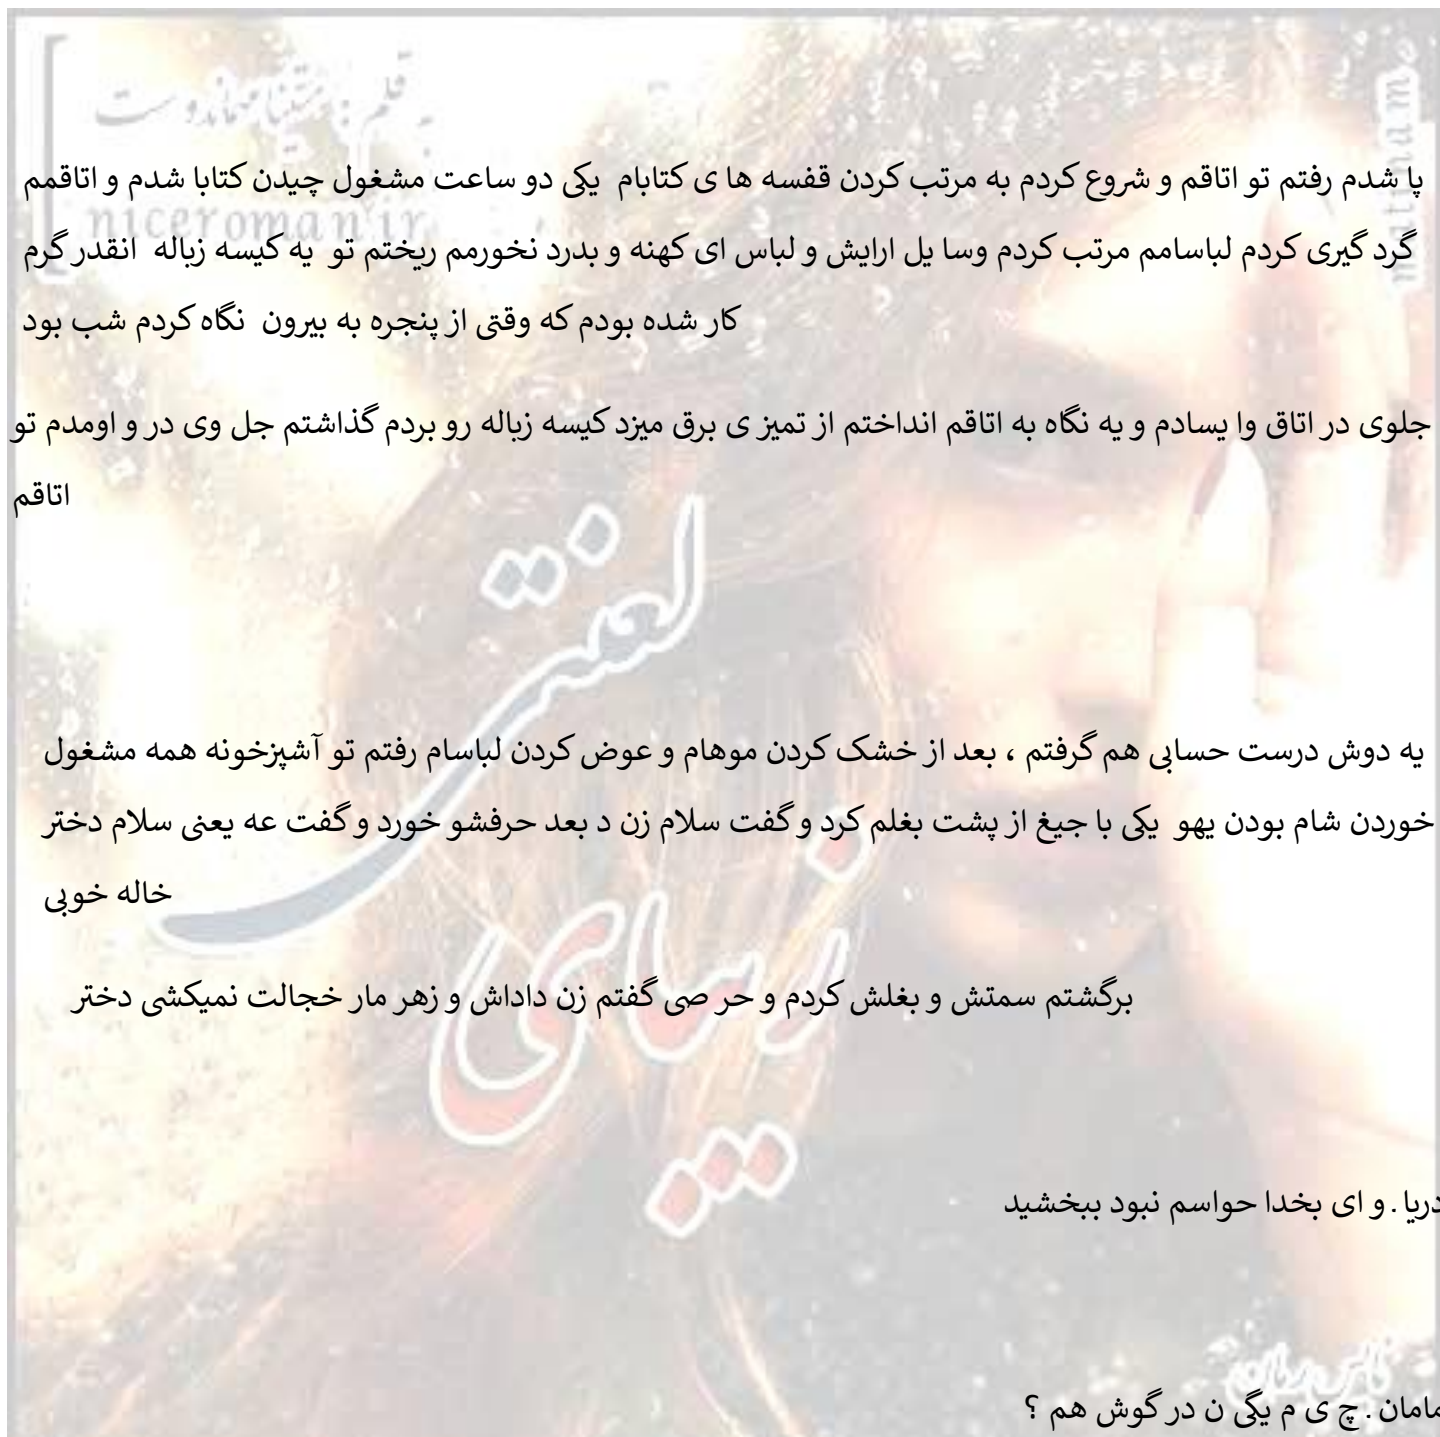 به قلم :
niceroman.ir
پا شدم رفتم تو اتاقم و شروع کردم به مرتب کردن قفسه ها ی کتابام یکی دو ساعت مشغول چیدن کتابا شدم و اتاقمم
گرد گیری کردم لباسامم مرتب کردم وسا یل ارایش و لباس ای کهنه و بدرد نخورمم ریختم تو یه کیسه زباله انقدر گرم
کار شده بودم که وقتی از پنجره به بیرون نگاه کردم شب بود
جلوی در اتاق وا یسادم و یه نگاه به اتاقم انداختم از تمیز ی برق میزد کیسه زباله رو بردم گذاشتم جل وی در و اومدم تو
اتاقم
لعنتی
یه دوش درست حسابی هم گرفتم ، بعد از خشک کردن موهام و عوض کردن لباسام رفتم تو آشپزخونه همه مشغول
خوردن شام بودن یهو یکی با جیغ از پشت بغلم کرد و گفت سلام زن د بعد حرفشو خورد و گفت عه یعنی سلام دختر
خاله خوبی
زیبای
برگشتم سمتش و بغلش کردم و حر صی گفتم زن داداش و زهر مار خجالت نمیکشی دختر
دریا . و ای بخدا حواسم نبود ببخشید
مامان . چ ی م یگی ن در گوش هم ؟